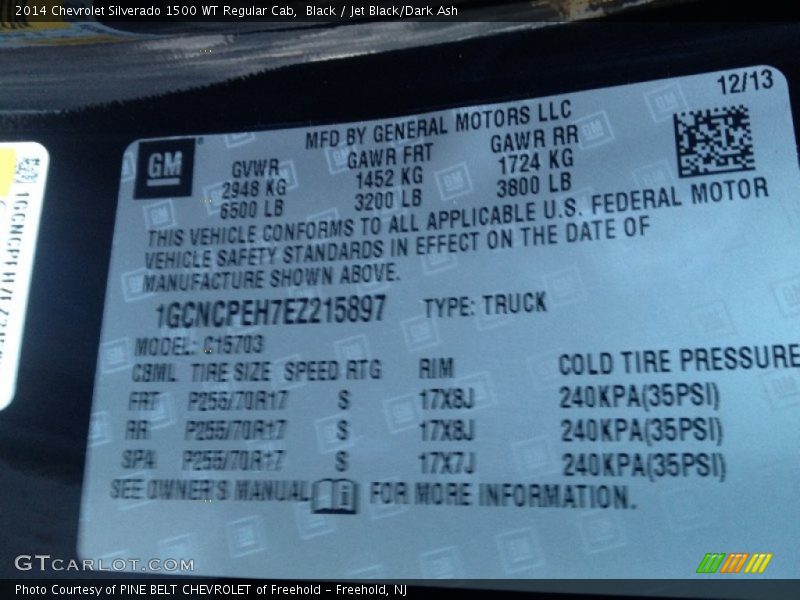 2014 Chevrolet Silverado 1500 WT Regular Cab, Black / Jet Black/Dark Ash
12/13
MFD BY GENERAL MOTORS LLC
GM
GVWR GAWR FRT GAWR RR
2948 KG 1452 KG 1724 KG
6500 LB 3200 LB 3800 LB
THIS VEHICLE CONFORMS TO ALL APPLICABLE U.S. FEDERAL MOTOR
VEHICLE SAFETY STANDARDS IN EFFECT ON THE DATE OF
MANUFACTURE SHOWN ABOVE.
1GCNCPEH7EZ215897 TYPE: TRUCK
MODEL: C15703
CBML TIRE SIZE SPEED RTG RIM COLD TIRE PRESSURE
FRT P255/70R17 S 17X8J 240KPA(35PSI)
RR P255/70R17 S 17X8J 240KPA(35PSI)
SPA P255/70R17 S 17X7J 240KPA(35PSI)
SEE OWNER'S MANUAL FOR MORE INFORMATION.
GTCARLOT.COM
Photo Courtesy of PINE BELT CHEVROLET of Freehold - Freehold, NJ